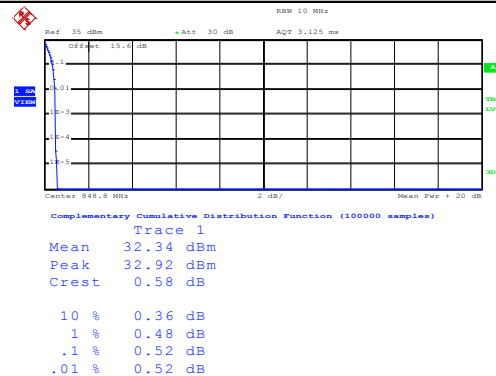 RBW 10 MHz
Ref 35 dBm
Att 30 dB
AQT 3.125 ms
Offset 15.6 dB
.1
A
0.01
1 SA
VIEW
TR
LV
1E-3
1E-4
1E-5
3D
Center 848.8 MHz
2 dB/
Mean Pwr + 20 dB
Complementary Cumulative Distribution Function (100000 samples)
Trace 1
Mean 32.34 dBm
Peak 32.92 dBm
Crest 0.58 dB
10 % 0.36 dB
1 % 0.48 dB
.1 % 0.52 dB
.01 % 0.52 dB